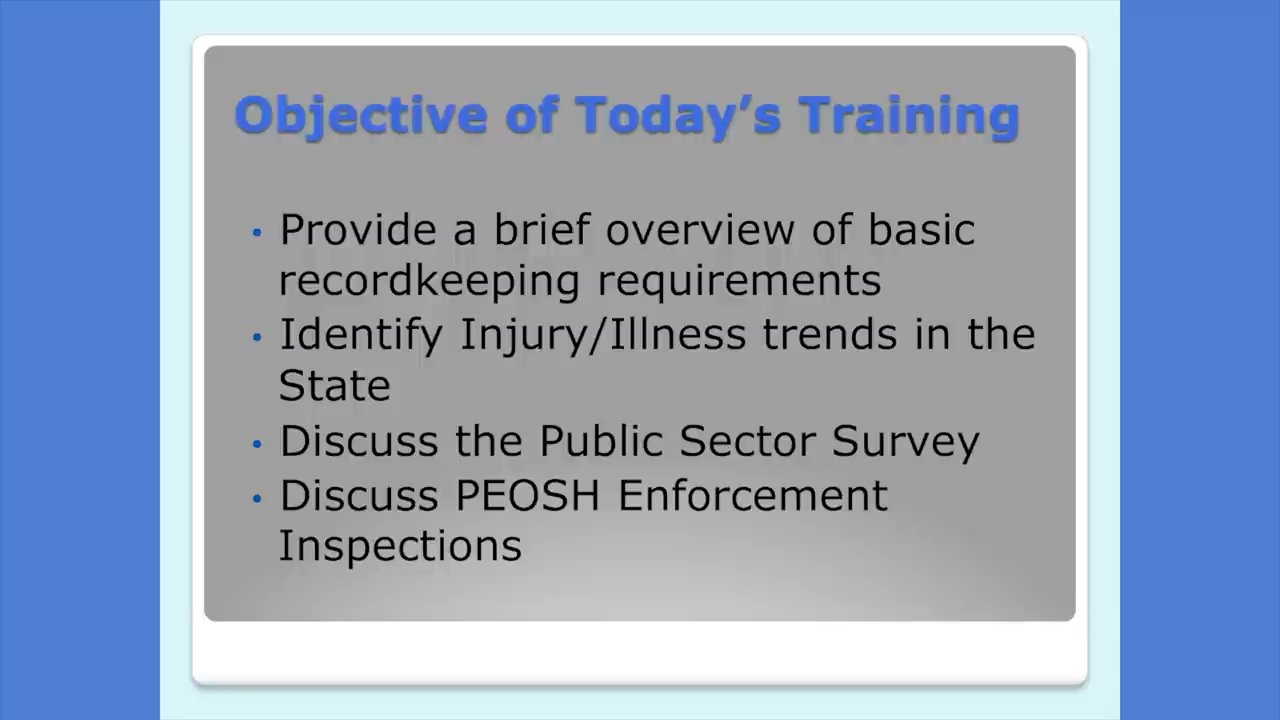 Objective of Today’s Training
• Provide a brief overview of basic
recordkeeping requirements
• Identify Injury/Illness trends in the
State
• Discuss the Public Sector Survey
• Discuss PEOSH Enforcement
Inspections